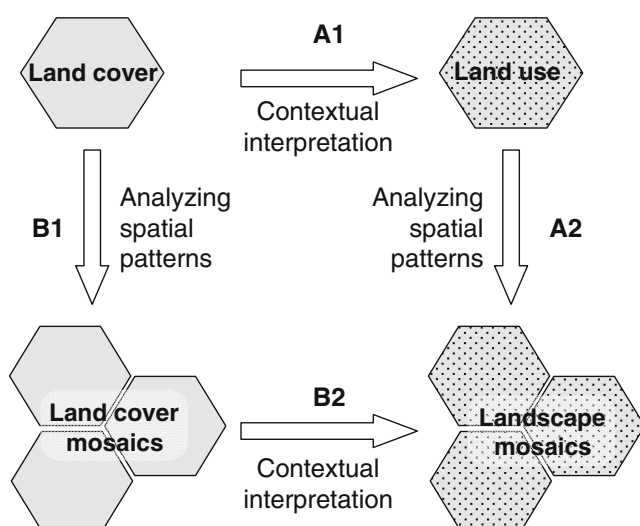 A1
Land cover
Land use
Contextual
interpretation
B1
Analyzing
spatial
patterns
Analyzing
spatial
patterns
A2
Land cover
mosaics
B2
Landscape
mosaics
Contextual
interpretation